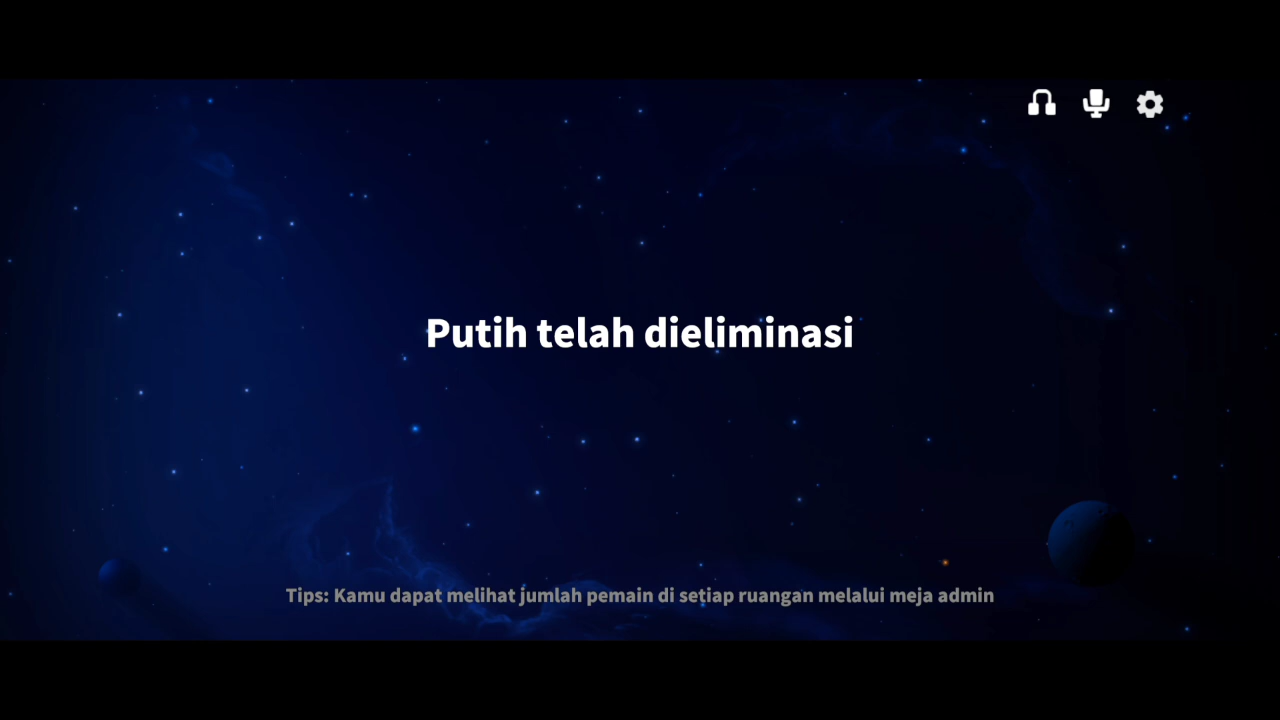 Putih telah dieliminasi
Tips: Kamu dapat melihat jumlah pemain di setiap ruangan melalui meja admin